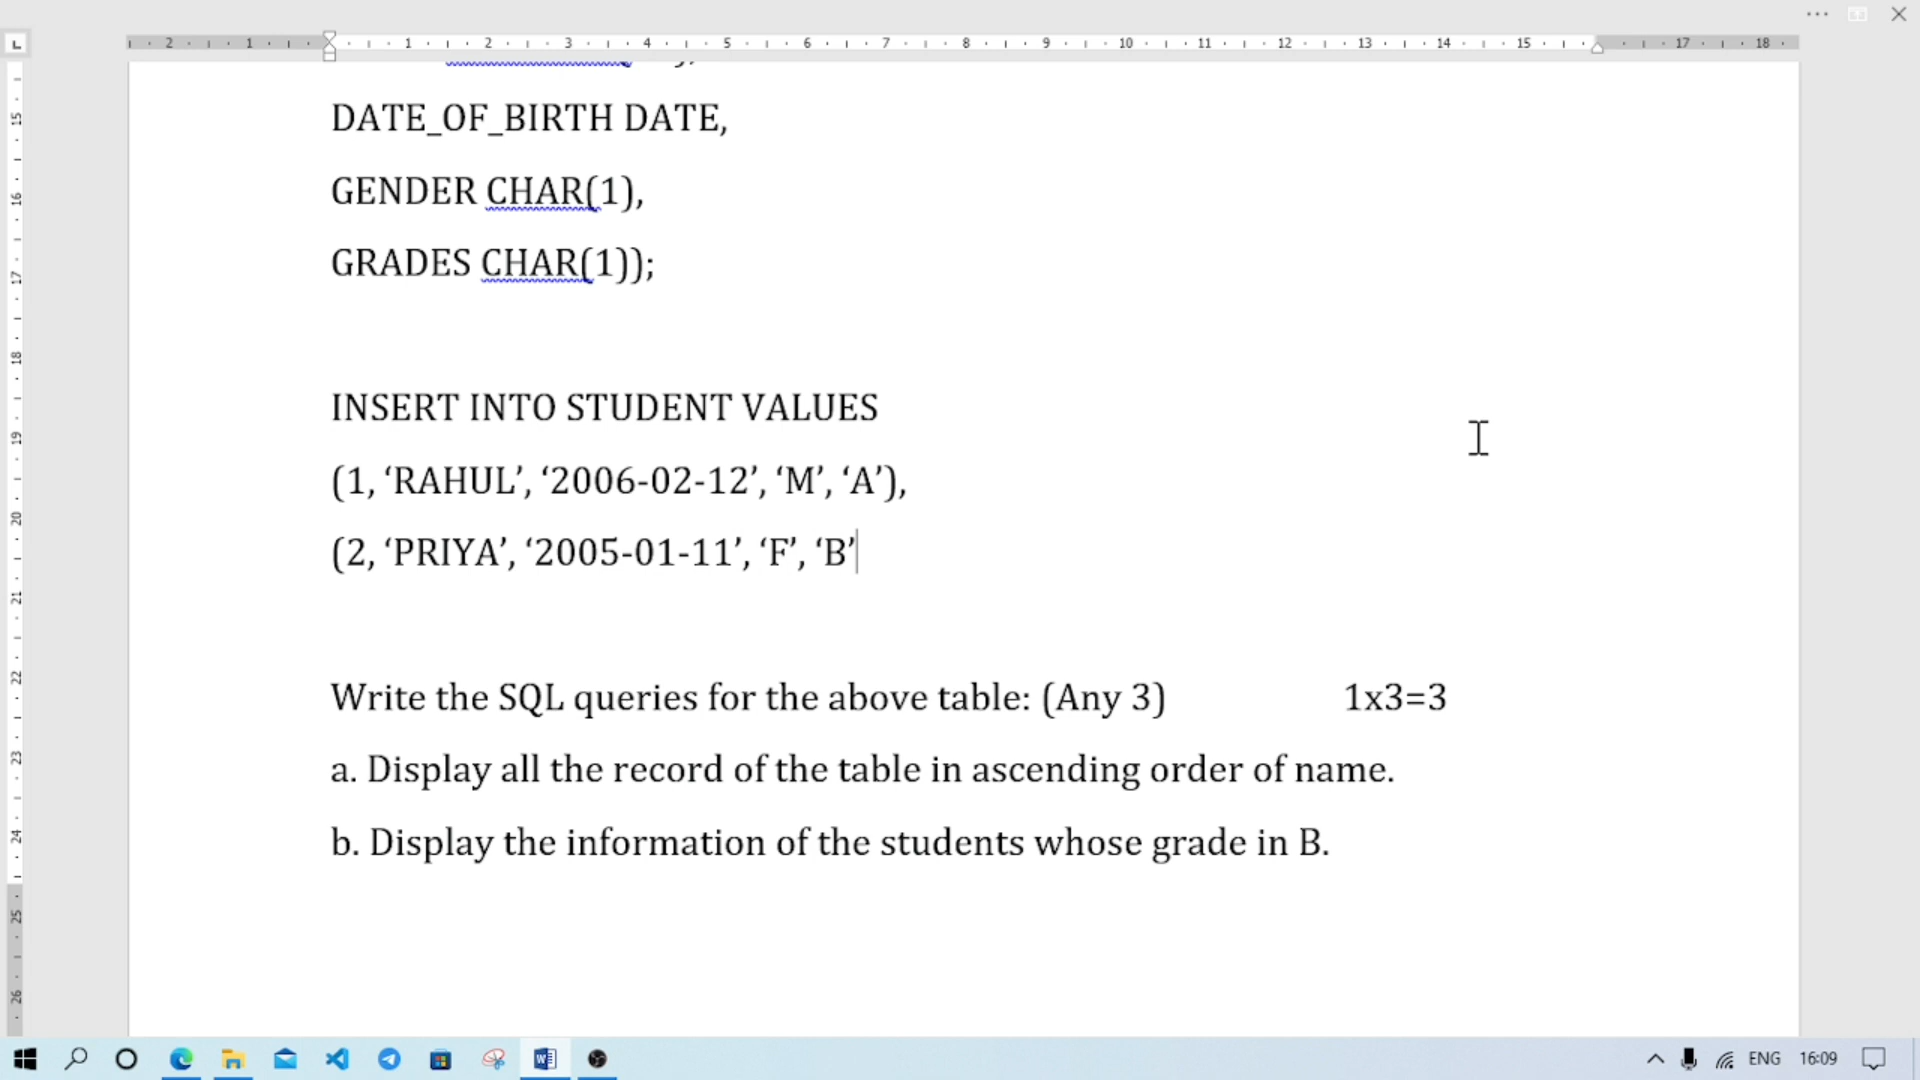 DATE_OF_BIRTH DATE,
GENDER CHAR(1),
GRADES CHAR(1));
INSERT INTO STUDENT VALUES
(1, ‘RAHUL’, ‘2006-02-12’, ‘M’, ‘A’),
(2, ‘PRIYA’, ‘2005-01-11’, ‘F’, ‘B’
Write the SQL queries for the above table: (Any 3) 1x3=3
a. Display all the record of the table in ascending order of name.
b. Display the information of the students whose grade in B.
ENG 16:09